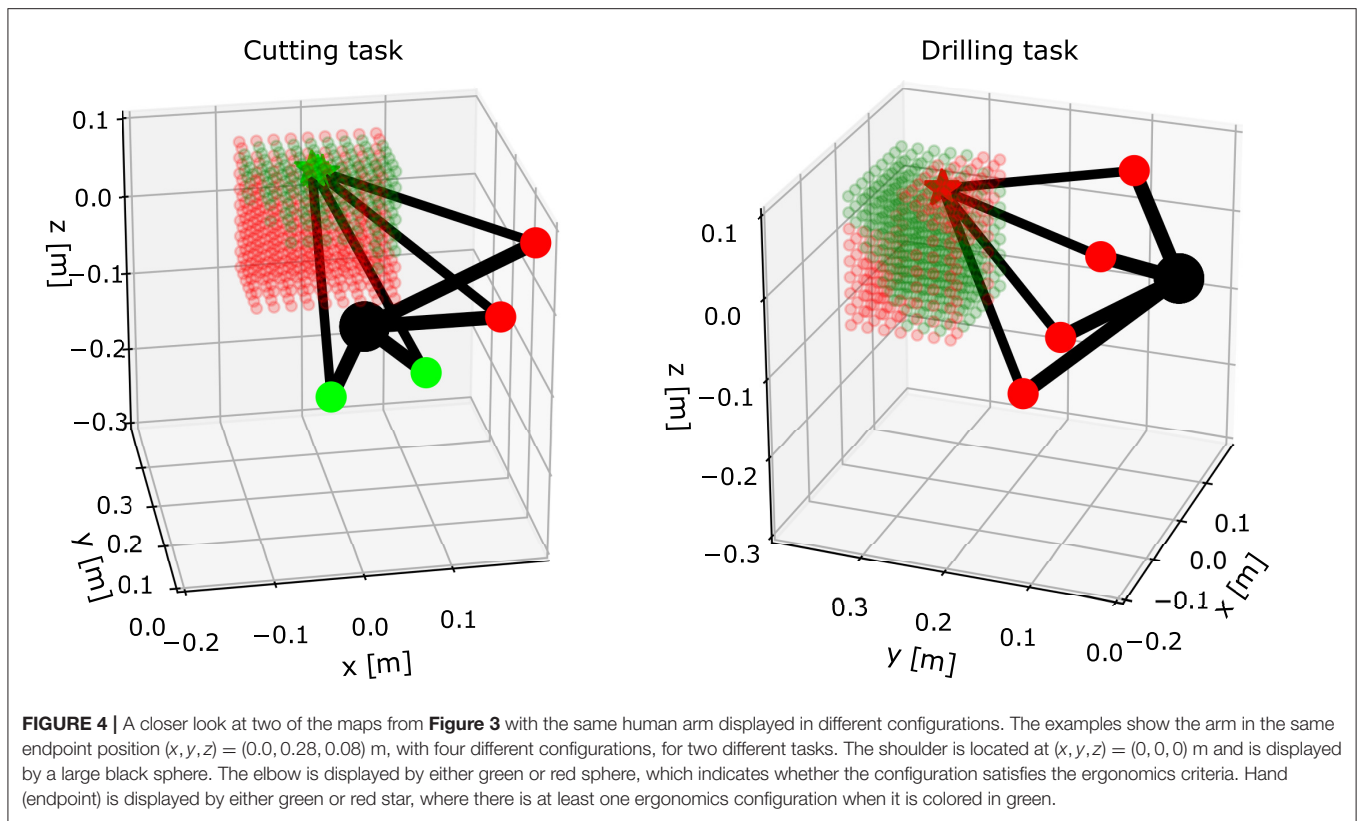 Cutting task
Drilling task
0.1
0.0
−0.1
−0.2
−0.3
z [m]
0.3
0.2
0.1
0.0
y [m]
−0.2
−0.1
0.0
0.1
x [m]
0.1
0.0
−0.1
−0.2
−0.3
z [m]
0.3
0.2
0.1
0.0
y [m]
−0.2
−0.1
0.0
0.1
x [m]
FIGURE 4 | A closer look at two of the maps from Figure 3 with the same human arm displayed in different configurations. The examples show the arm in the same
endpoint position (x, y, z) = (0.0, 0.28, 0.08) m, with four different configurations, for two different tasks. The shoulder is located at (x, y, z) = (0, 0, 0) m and is displayed
by a large black sphere. The elbow is displayed by either green or red sphere, which indicates whether the configuration satisfies the ergonomics criteria. Hand
(endpoint) is displayed by either green or red star, where there is at least one ergonomics configuration when it is colored in green.